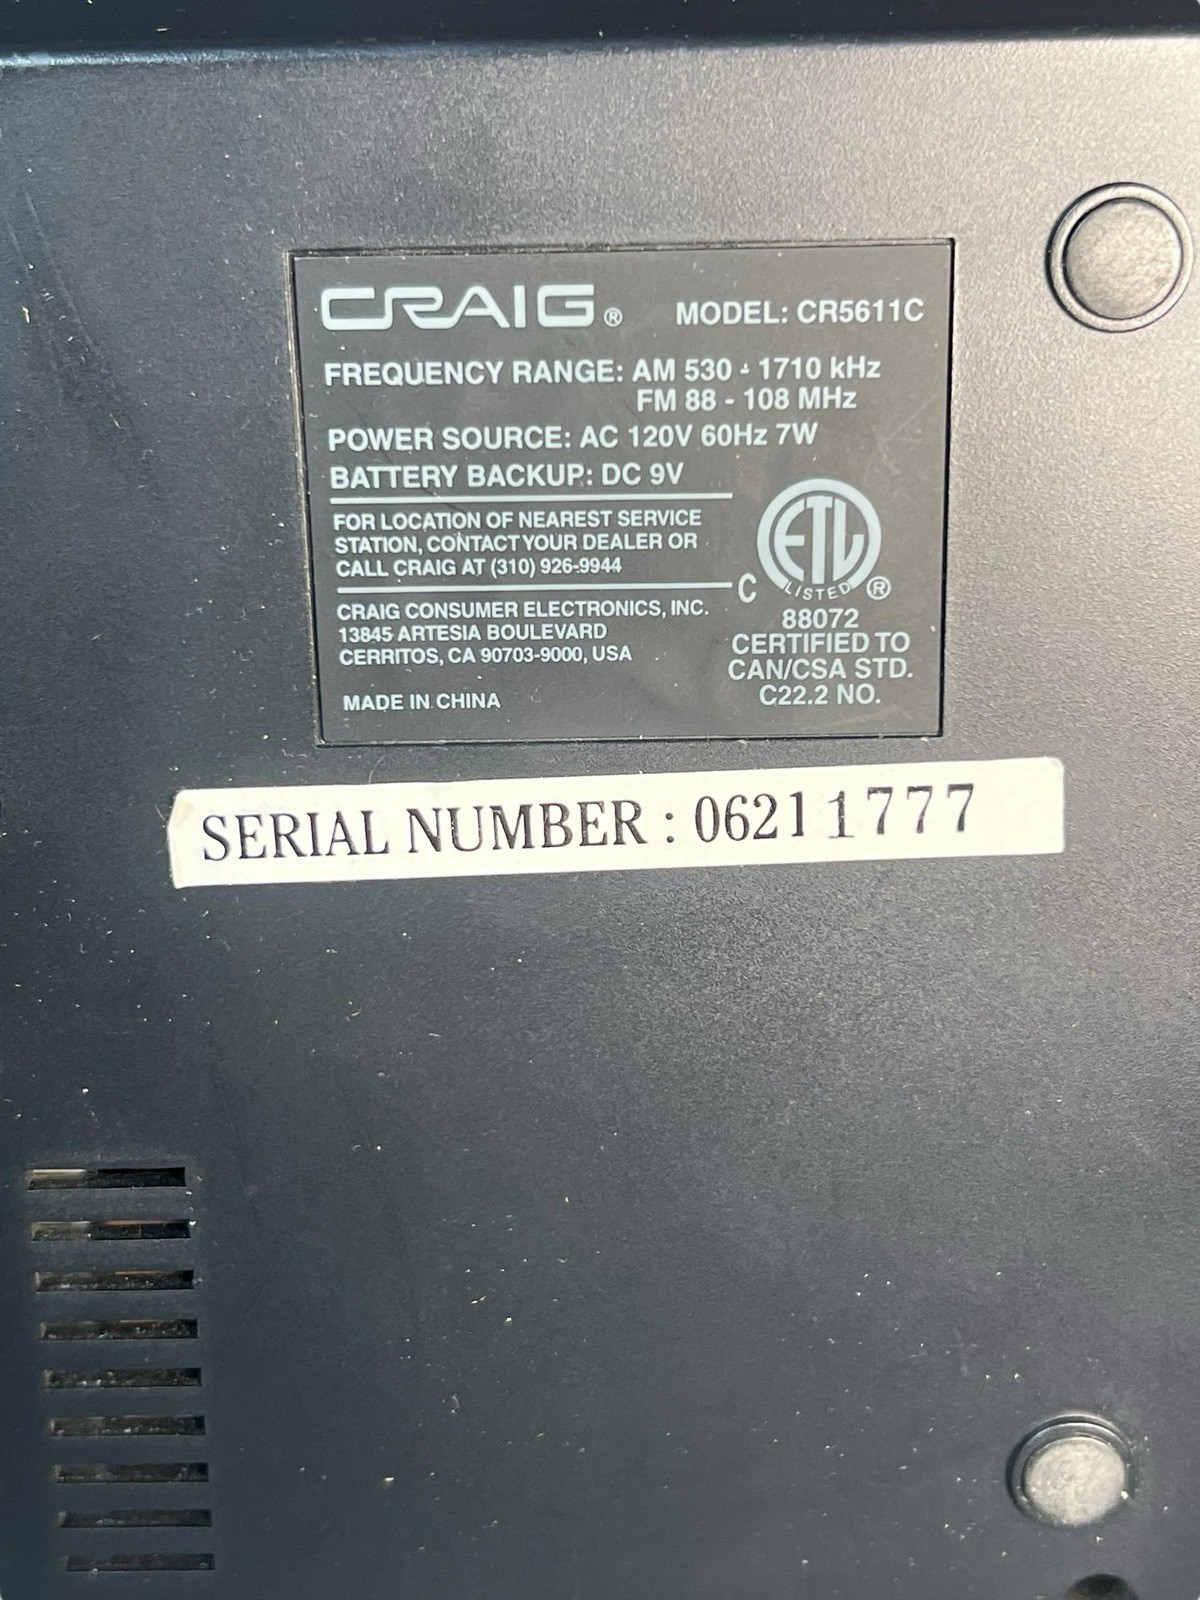 CRAIG® MODEL: CR5611C
FREQUENCY RANGE: AM 530 - 1710 kHz
FM 88 - 108 MHz
POWER SOURCE: AC 120V 60Hz 7W
BATTERY BACKUP: DC 9V
FOR LOCATION OF NEAREST SERVICE
STATION, CONTACT YOUR DEALER OR
CALL CRAIG AT (310) 926-9944
CRAIG CONSUMER ELECTRONICS, INC.
13845 ARTESIA BOULEVARD
CERRITOS, CA 90703-9000, USA
MADE IN CHINA
C ETL ®
LISTED
88072
CERTIFIED TO
CAN/CSA STD.
C22.2 NO.
SERIAL NUMBER : 06211777